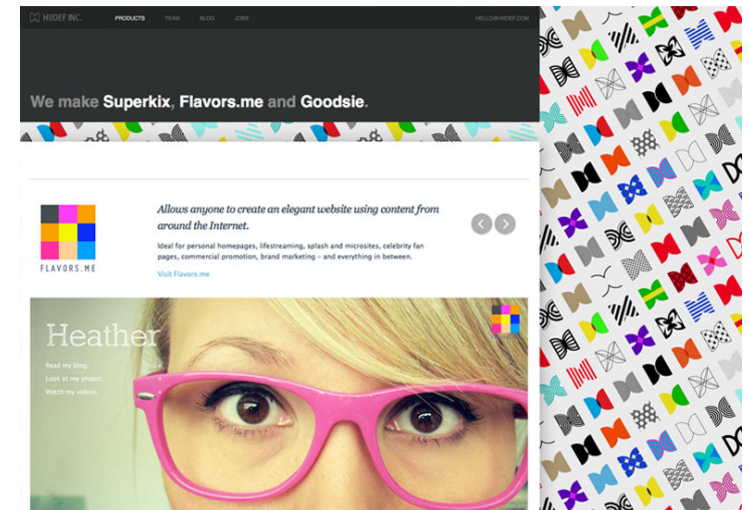 HIIDEF INC. PRODUCTS TEAM BLOG JOBS HELLO@HIIDEF.COM
We make Superkix, Flavors.me and Goodsie.
Allows anyone to create an elegant website using content from
around the Internet.
Ideal for personal homepages, lifestreaming, splash and microsites, celebrity fan
pages, commercial promotion, brand marketing – and everything in between.
Visit Flavors.me
FLAVORS.ME
Heather
Read my blog.
Look at my photos.
Watch my videos.